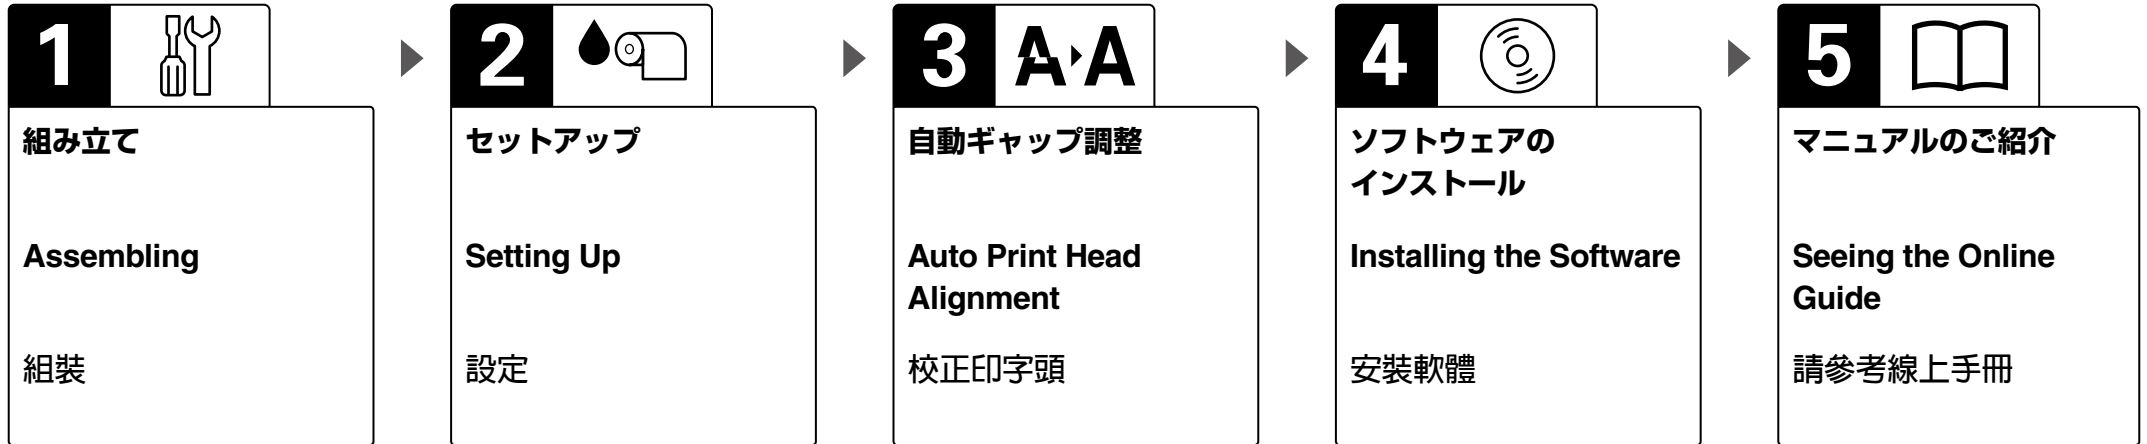 1
組み立て
Assembling
組裝
2
セットアップ
Setting Up
設定
3
A A
自動ギャップ調整
Auto Print Head
Alignment
校正印字頭
4
ソフトウェアの
インストール
Installing the Software
安裝軟體
5
マニュアルのご紹介
Seeing the Online
Guide
請參考線上手冊